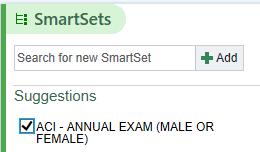 SmartSets
Search for new SmartSet
Add
Suggestions
ACI - ANNUAL EXAM (MALE OR
FEMALE)